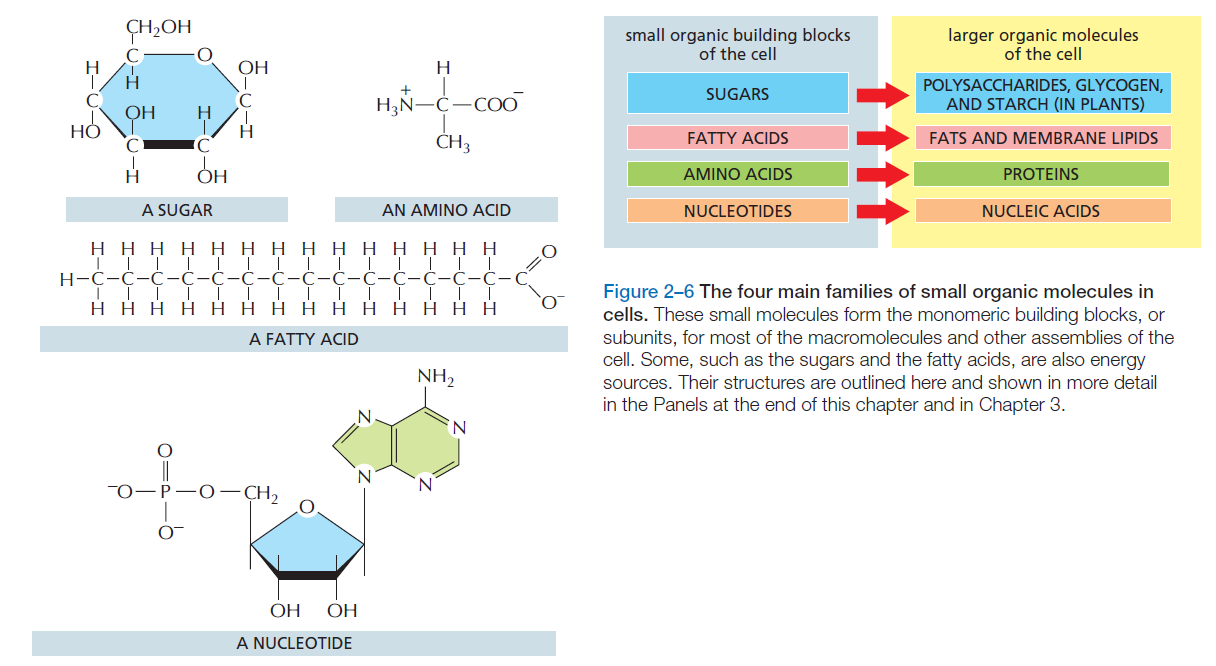 CH2OH
C
O
H
OH
H
C
OH
H
C
HO
H
C
C
H
OH
A SUGAR
H
+
H3N—C—COO−
CH3
AN AMINO ACID
H H H H H H H H H H H H H H O
H-C-C-C-C-C-C-C-C-C-C-C-C-C-C-C
H H H H H H H H H H H H H H O−
A FATTY ACID
NH2
N
N
N
N
O
−O—P—O—CH2
O−
O
OH OH
A NUCLEOTIDE
small organic building blocks
of the cell
larger organic molecules
of the cell
SUGARS
POLYSACCHARIDES, GLYCOGEN,
AND STARCH (IN PLANTS)
FATTY ACIDS
FATS AND MEMBRANE LIPIDS
AMINO ACIDS
PROTEINS
NUCLEOTIDES
NUCLEIC ACIDS
Figure 2–6 The four main families of small organic molecules in
cells. These small molecules form the monomeric building blocks, or
subunits, for most of the macromolecules and other assemblies of the
cell. Some, such as the sugars and the fatty acids, are also energy
sources. Their structures are outlined here and shown in more detail
in the Panels at the end of this chapter and in Chapter 3.